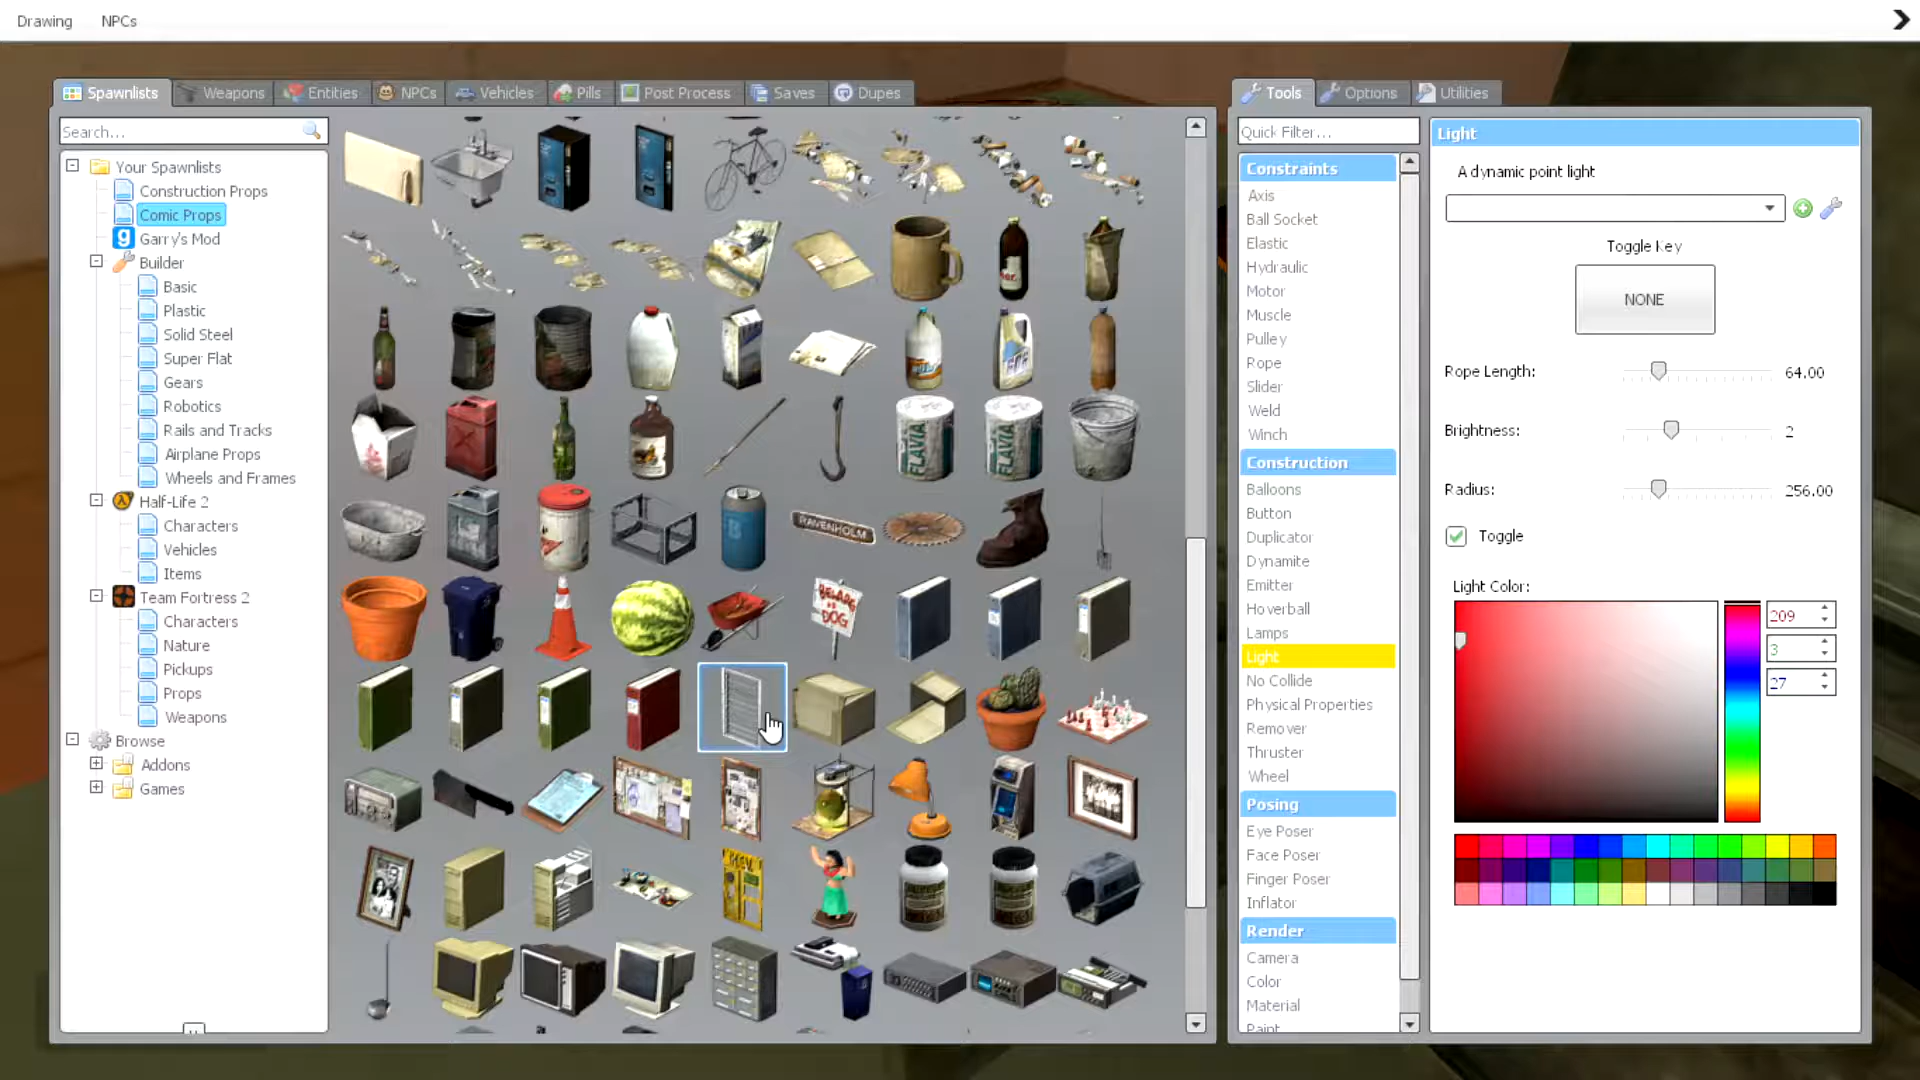 Drawing NPCs
Spawnlists Weapons Entities NPCs Vehicles Pills Post Process Saves Dupes
Search...
Your Spawnlists
Construction Props
Comic Props
Garry's Mod
Builder
Basic
Plastic
Solid Steel
Super Flat
Gears
Robotics
Rails and Tracks
Airplane Props
Wheels and Frames
Half-Life 2
Characters
Vehicles
Items
Team Fortress 2
Characters
Nature
Pickups
Props
Weapons
Browse
Addons
Games
FLAVIA
FLAVIA
RAVENHOLM
BEWARE
OF
DOG
Tools Options Utilities
Quick Filter...
Constraints
Axis
Ball Socket
Elastic
Hydraulic
Motor
Muscle
Pulley
Rope
Slider
Weld
Winch
Construction
Balloons
Button
Duplicator
Dynamite
Emitter
Hoverball
Lamps
Light
No Collide
Physical Properties
Remover
Thruster
Wheel
Posing
Eye Poser
Face Poser
Finger Poser
Inflator
Render
Camera
Color
Material
Paint
Light
A dynamic point light
Toggle Key
NONE
Rope Length: 64.00
Brightness: 2
Radius: 256.00
Toggle
Light Color:
209
3
27